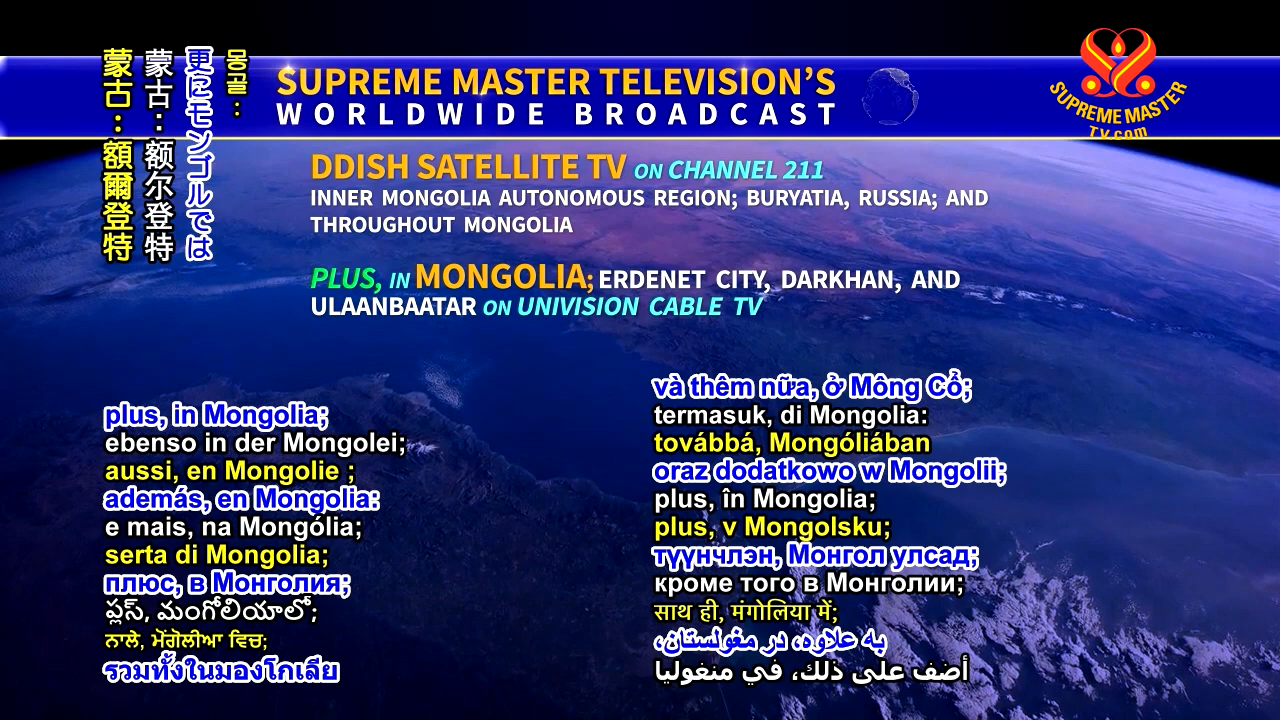 蒙古：額爾登特
蒙古：额尔登特
更にモンゴルでは
몽골：
SUPREME MASTER TELEVISION’S
WORLDWIDE BROADCAST
SUPREME MASTER
TV.com
DDISH SATELLITE TV ON CHANNEL 211
INNER MONGOLIA AUTONOMOUS REGION; BURYATIA, RUSSIA; AND
THROUGHOUT MONGOLIA
PLUS, IN MONGOLIA; ERDENET CITY, DARKHAN, AND
ULAANBAATAR ON UNIVISION CABLE TV
plus, in Mongolia;
ebenso in der Mongolei;
aussi, en Mongolie ;
además, en Mongolia:
e mais, na Mongólia;
serta di Mongolia;
плюс, в Монголия;
ప్లస్, మంగోలియాలో;
ਨਾਲੇ, ਮੋਂਗੋਲੀਆ ਵਿਚ;
รวมทั้งในมองโกเลีย
và thêm nữa, ở Mông Cổ;
termasuk, di Mongolia:
továbbá, Mongóliában
oraz dodatkowo w Mongolii;
plus, în Mongolia;
plus, v Mongolsku;
түүнчлэн, Монгол улсад;
кроме того в Монголии;
साथ ही, मंगोलिया में;
به علاوه، در مغولستان،
أضف على ذلك، في منغوليا